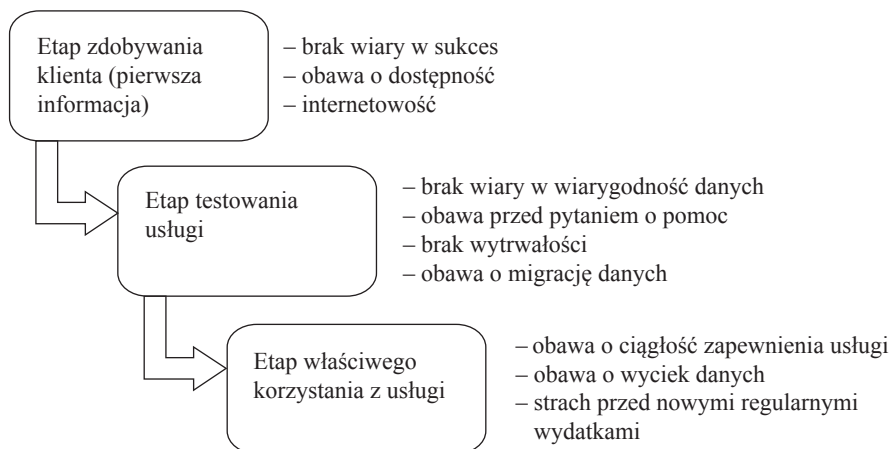 Etap zdobywania
klienta (pierwsza
informacja)
– brak wiary w sukces
– obawa o dostępność
– internetowość
Etap testowania
usługi
– brak wiary w wiarygodność danych
– obawa przed pytaniem o pomoc
– brak wytrwałości
– obawa o migrację danych
Etap właściwego
korzystania z usługi
– obawa o ciągłość zapewnienia usługi
– obawa o wyciek danych
– strach przed nowymi regularnymi
wydatkami